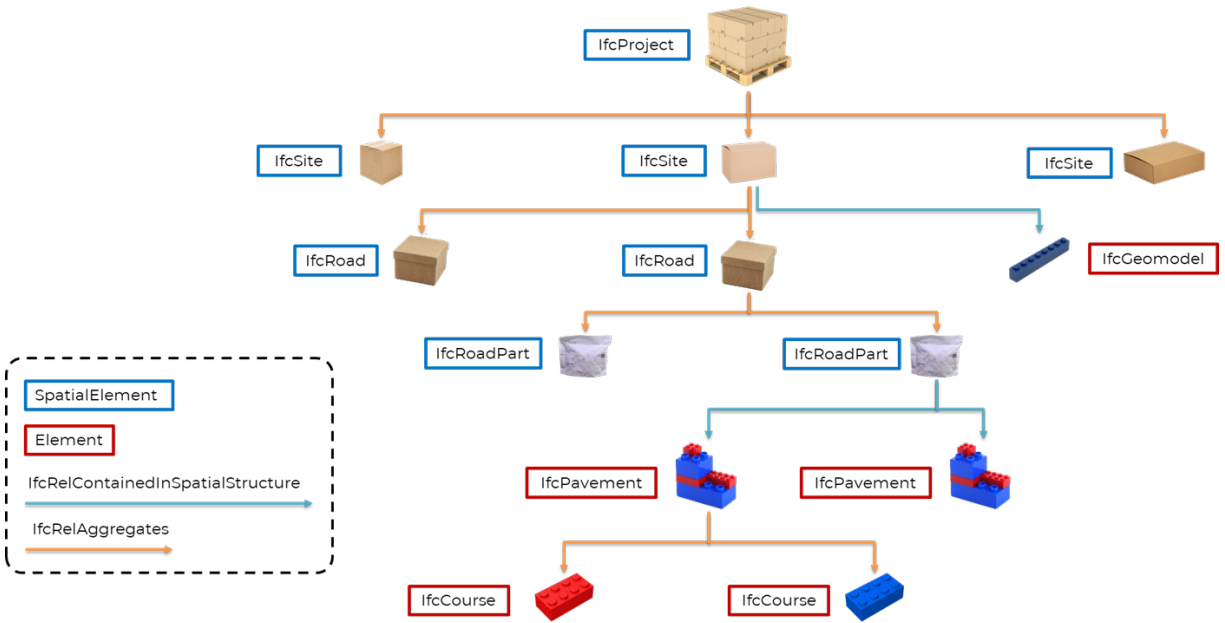 IfcProject
IfcSite
IfcSite
IfcSite
IfcRoad
IfcRoad
IfcGeomodel
IfcRoadPart
IfcRoadPart
SpatialElement
Element
IfcRelContainedInSpatialStructure
IfcRelAggregates
IfcPavement
IfcPavement
IfcCourse
IfcCourse